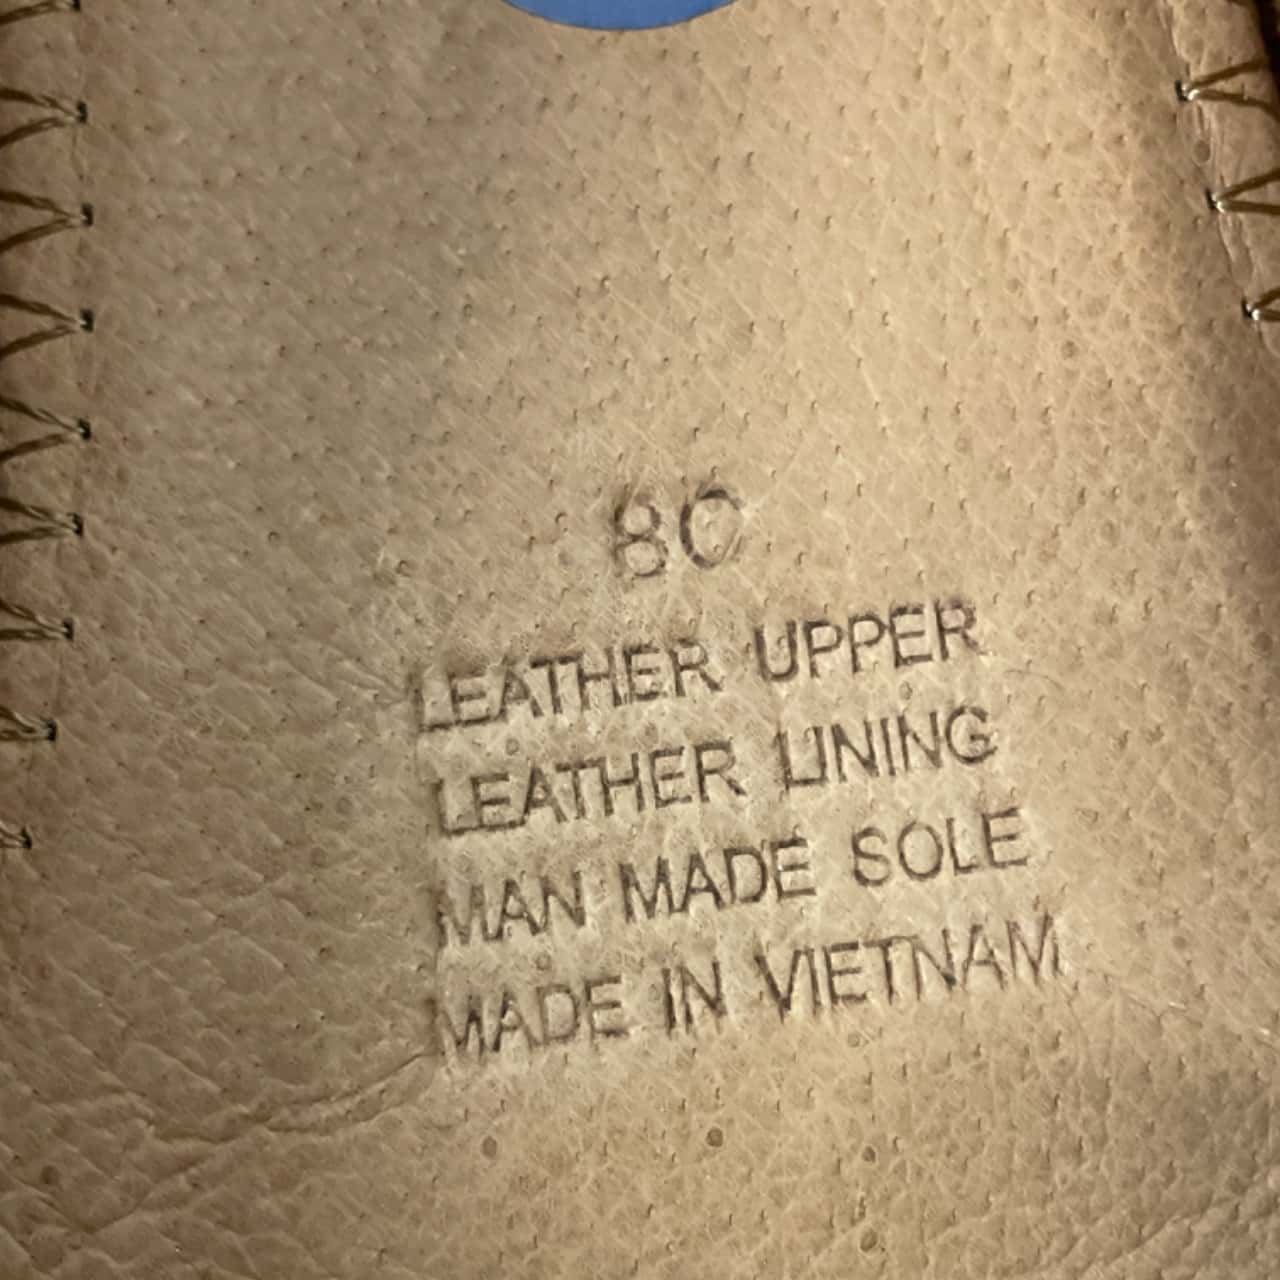 8C
LEATHER UPPER
LEATHER LINING
MAN MADE SOLE
MADE IN VIETNAM